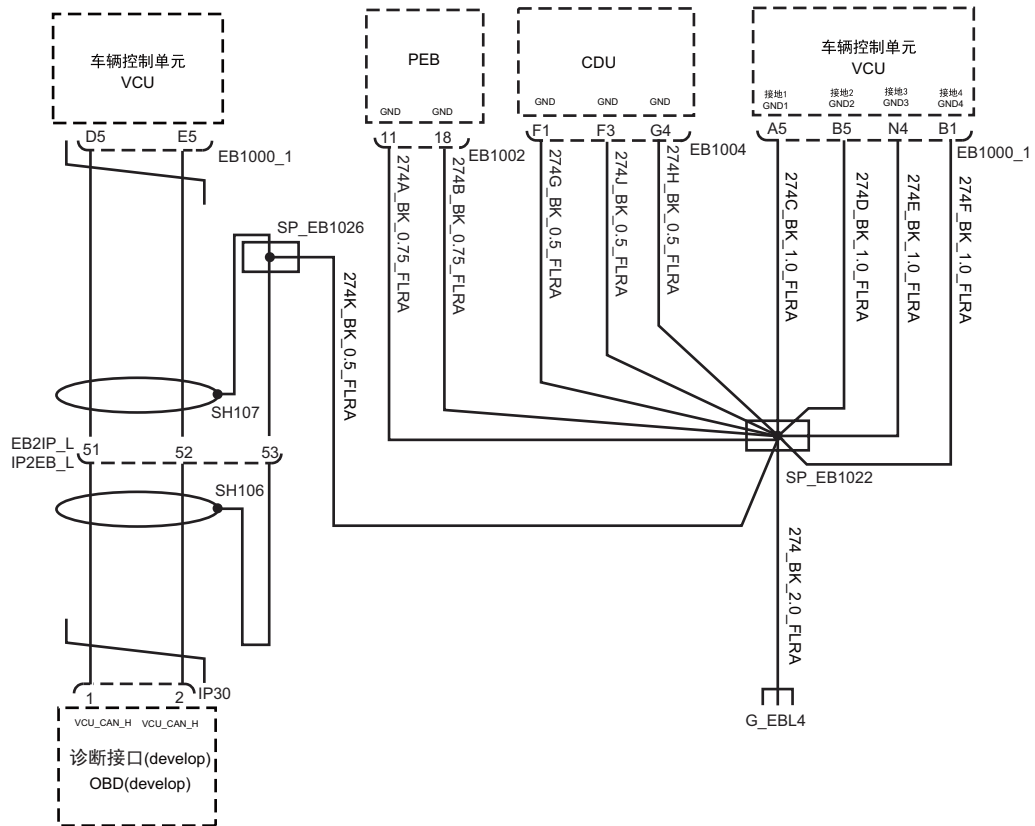 车辆控制单元
VCU
D5
E5
EB1000_1
PEB
GND
GND
11
18
EB1002
CDU
GND
GND
GND
F1
F3
G4
EB1004
车辆控制单元
VCU
接地1
GND1
接地2
GND2
接地3
GND3
接地4
GND4
A5
B5
N4
B1
EB1000_1
274A_BK_0.75_FLRA
274B_BK_0.75_FLRA
274G_BK_0.5_FLRA
274J_BK_0.5_FLRA
274H_BK_0.5_FLRA
274C_BK_1.0_FLRA
274D_BK_1.0_FLRA
274E_BK_1.0_FLRA
274F_BK_1.0_FLRA
SP_EB1026
274K_BK_0.5_FLRA
SH107
EB2IP_L
IP2EB_L
51
52
53
SH106
SP_EB1022
274_BK_2.0_FLRA
G_EBL4
1
2
IP30
VCU_CAN_H
VCU_CAN_H
诊断接口(develop)
OBD(develop)